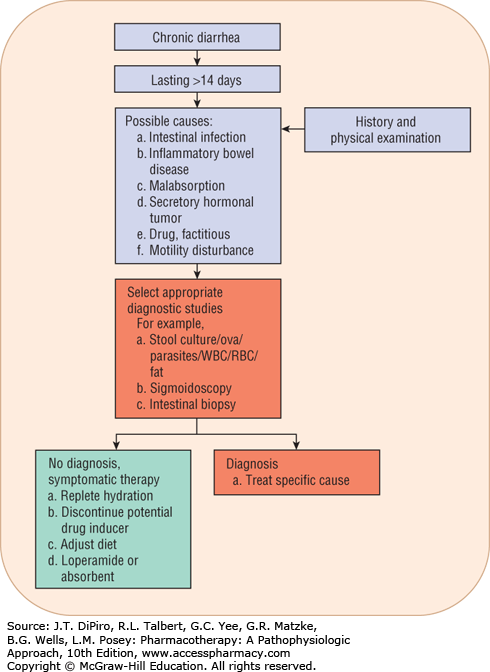 Chronic diarrhea
Lasting >14 days
Possible causes:
a. Intestinal infection
b. Inflammatory bowel
disease
c. Malabsorption
d. Secretory hormonal
tumor
e. Drug, factitious
f. Motility disturbance
History and
physical examination
Select appropriate
diagnostic studies
For example,
a. Stool culture/ova/
parasites/WBC/RBC/
fat
b. Sigmoidoscopy
c. Intestinal biopsy
No diagnosis,
symptomatic therapy
a. Replete hydration
b. Discontinue potential
drug inducer
c. Adjust diet
d. Loperamide or
absorbent
Diagnosis
a. Treat specific cause
Source: J.T. DiPiro, R.L. Talbert, G.C. Yee, G.R. Matzke,
B.G. Wells, L.M. Posey: Pharmacotherapy: A Pathophysiologic
Approach, 10th Edition, www.accesspharmacy.com
Copyright © McGraw-Hill Education. All rights reserved.